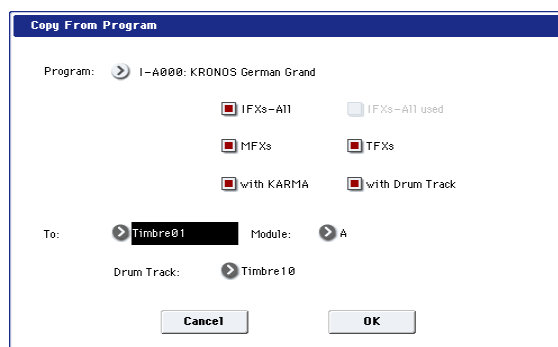 Copy From Program
Program: I-A000: KRONOS German Grand
IFXs-All IFXs-All used
MFXs TFXs
with KARMA with Drum Track
To: Timbre01 Module: A
Drum Track: Timbre10
Cancel OK